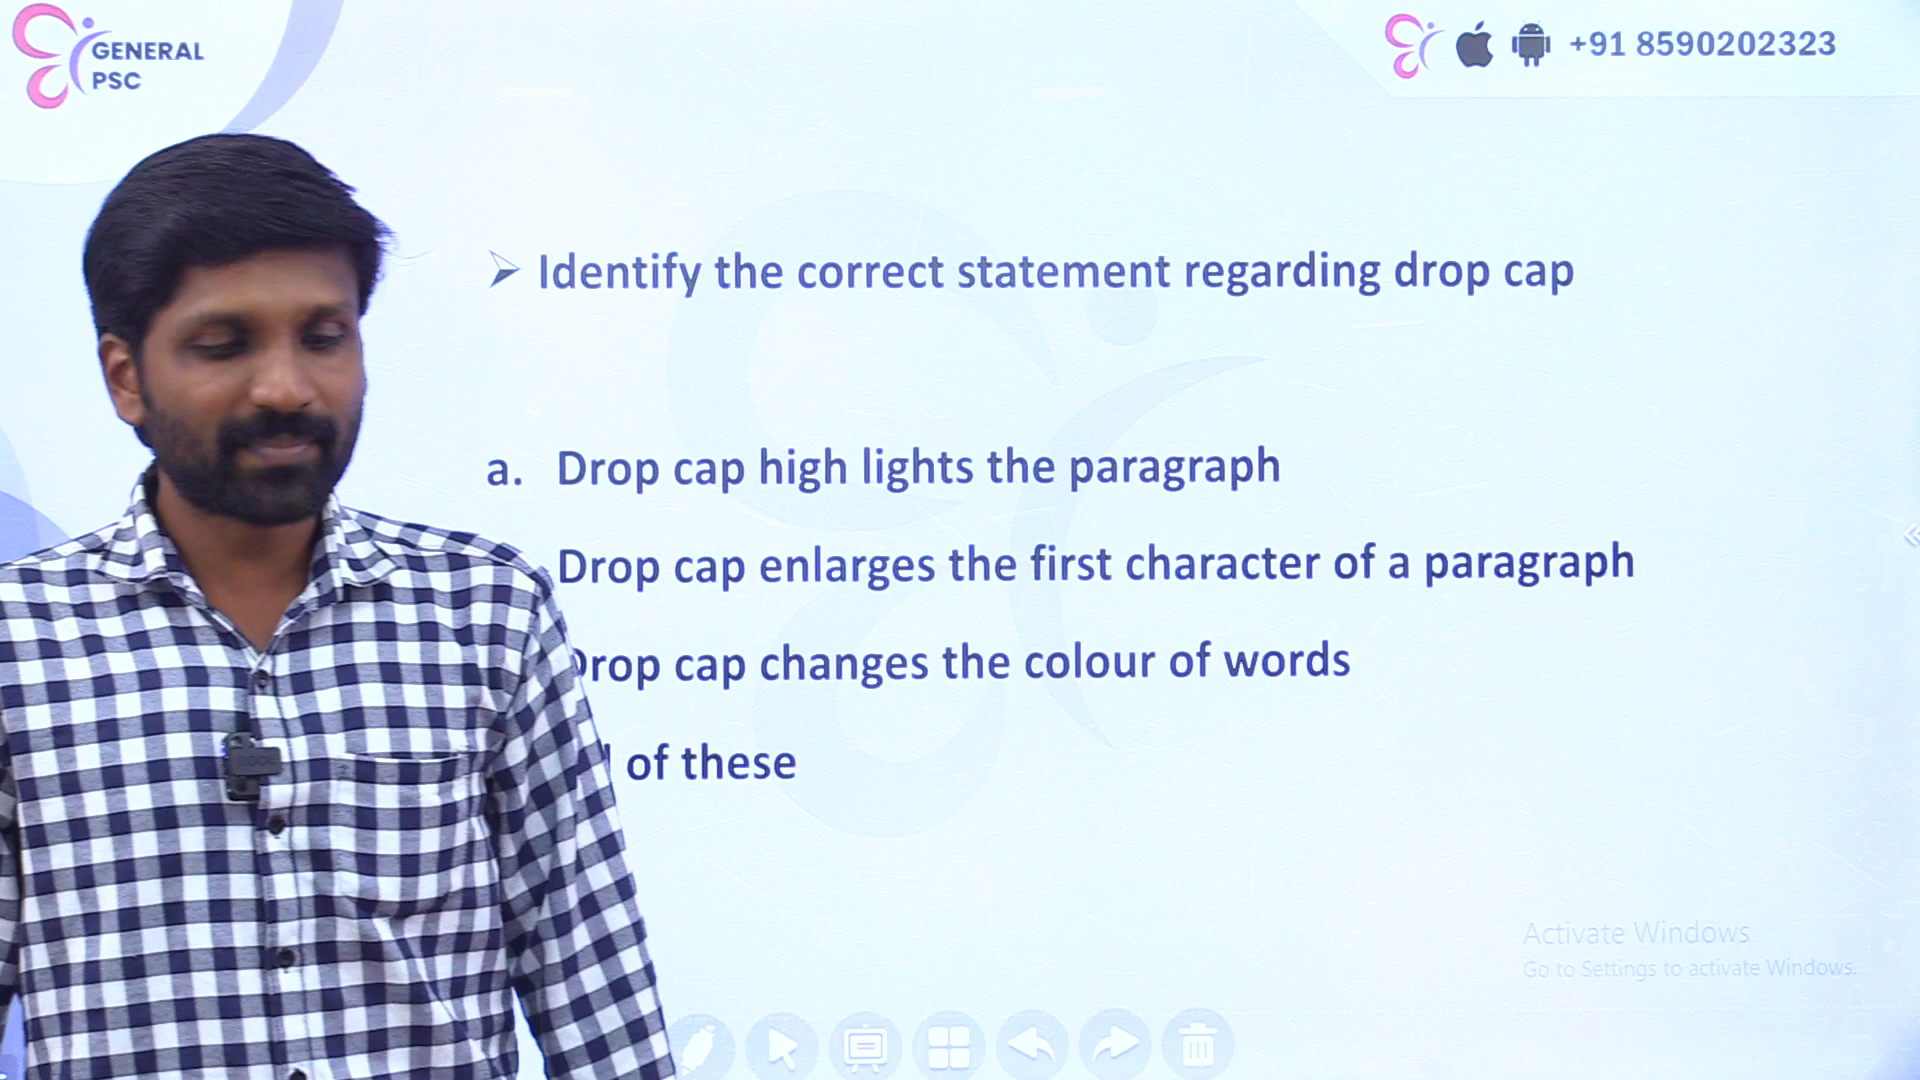 GENERAL
PSC
+91 8590202323
➢ Identify the correct statement regarding drop cap
a. Drop cap high lights the paragraph
Drop cap enlarges the first character of a paragraph
Drop cap changes the colour of words
of these
Activate Windows
Go to Settings to activate Windows.